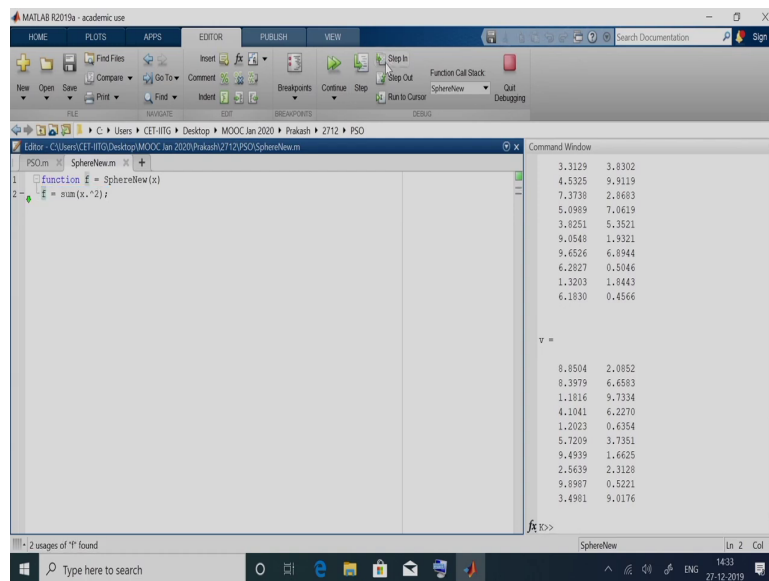 MATLAB R2019a - academic use
HOME PLOTS APPS EDITOR PUBLISH VIEW Search Documentation Sign
New Open Save Find Files Compare Print Go To Find Insert fx Comment Indent Breakpoints Continue Step Step In Step Out Run to Cursor Function Call Stack: SphereNew Quit Debugging
FILE NAVIGATE EDIT BREAKPOINTS DEBUG
C: Users CET-IITG Desktop MOOC Jan 2020 Prakash 2712 PSO
Editor - C:\Users\CET-IITG\Desktop\MOOC Jan 2020\Prakash\2712\PSO\SphereNew.m
PSO.m SphereNew.m +
1 function f = SphereNew(x)
2 - f = sum(x.^2);
Command Window
3.3129 3.8302
4.5325 9.9119
7.3738 2.8683
5.0989 7.0619
3.8251 5.3521
9.0548 1.9321
9.6526 6.8944
6.2827 0.5046
1.3203 1.8443
6.1830 0.4566
v =
8.8504 2.0852
8.3979 6.6583
1.1816 9.7334
4.1041 6.2270
1.2023 0.6354
5.7209 3.7351
9.4939 1.6625
2.5639 2.3128
9.8987 0.5221
3.4981 9.0176
fx K>>
2 usages of "f" found SphereNew Ln 2 Col
Type here to search ENG 14:33
27-12-2019